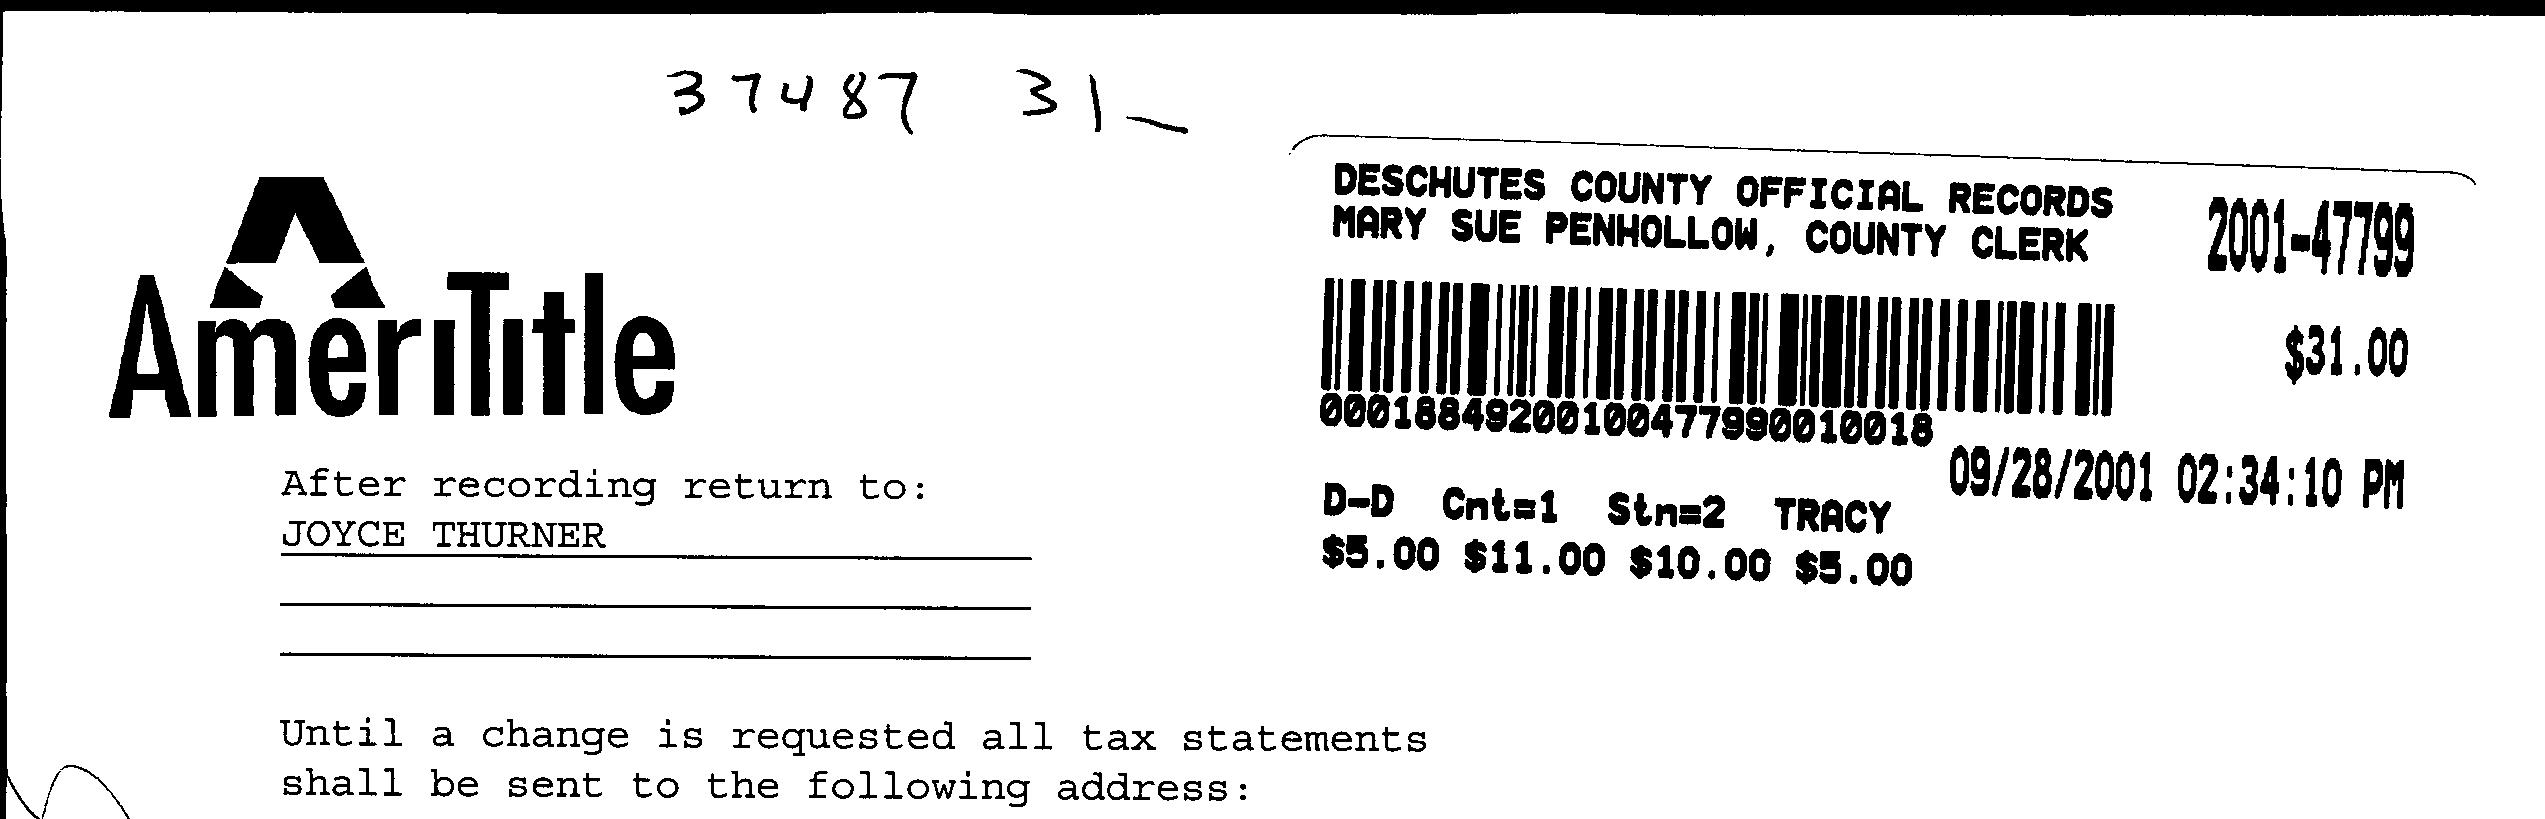 37487 31—
DESCHUTES COUNTY OFFICIAL RECORDS
MARY SUE PENHOLLOW, COUNTY CLERK
2001-47799
$31.00
00018849200100477990010018
09/28/2001 02:34:10 PM
D-D Cnt=1 Stn=2 TRACY
$5.00 $11.00 $10.00 $5.00
AmeriTitle
After recording return to:
JOYCE THURNER
Until a change is requested all tax statements
shall be sent to the following address: